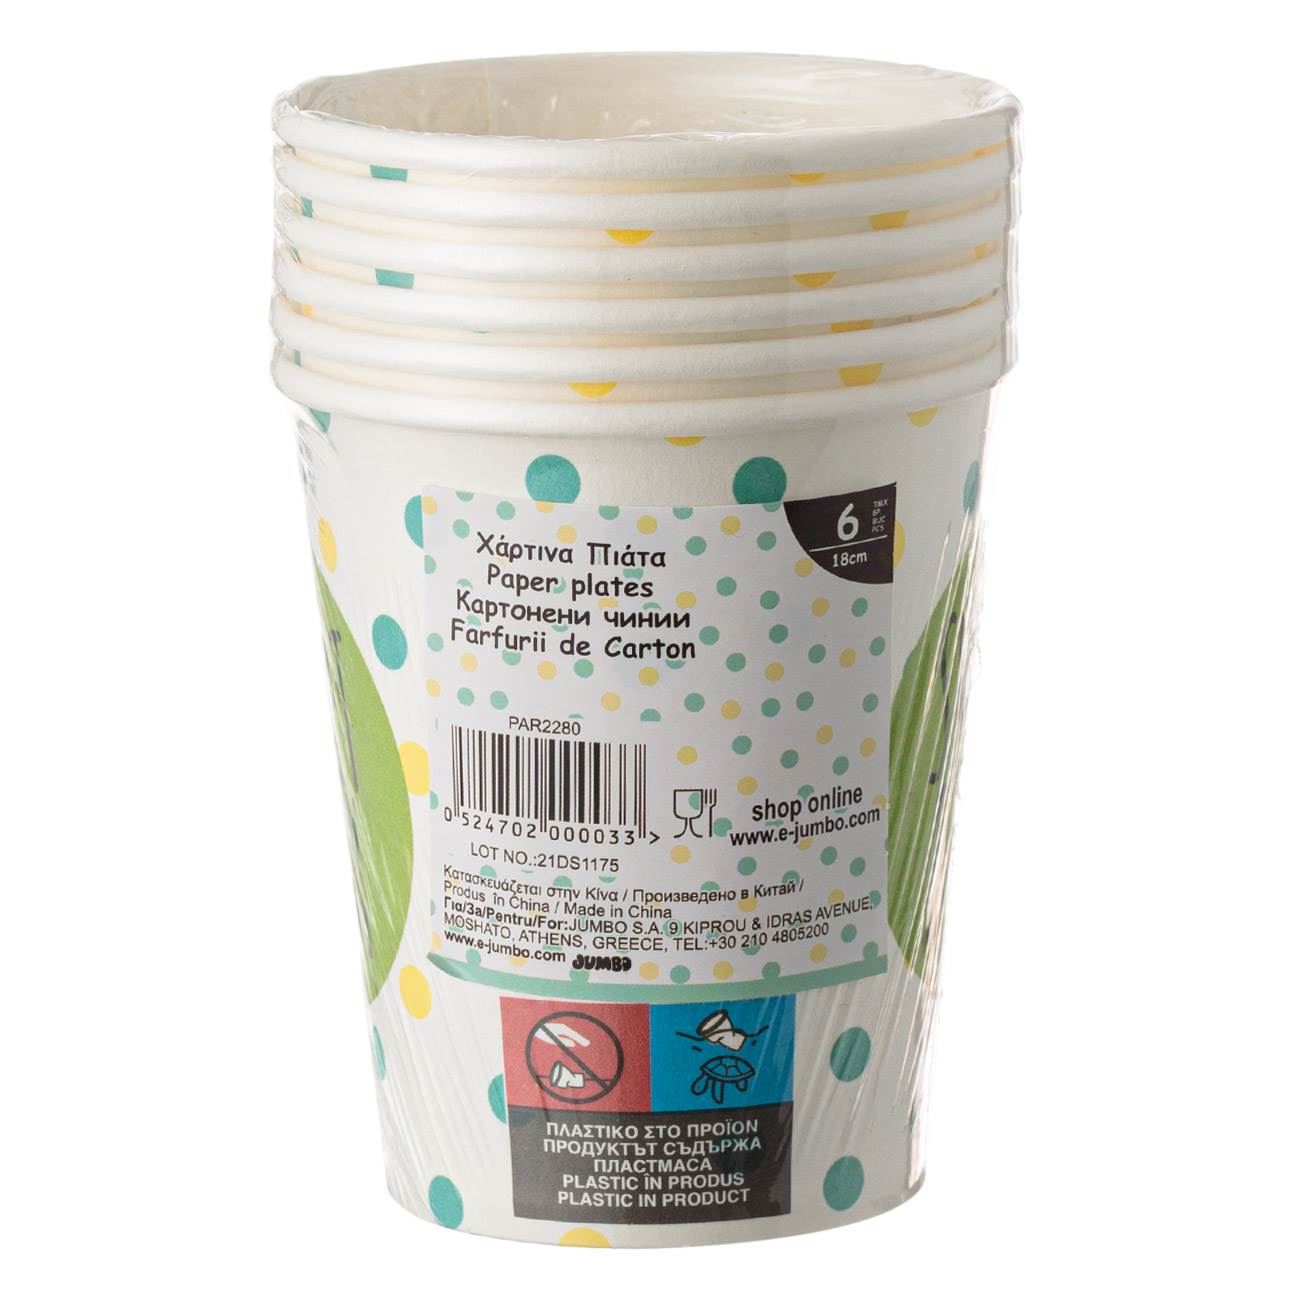 6
ΤΜΧ
БР.
BUC
PCS
18cm
Χάρτινα Πιάτα
Paper plates
Картонени чинии
Farfurii de Carton
PAR2280
0 524702 000033 >
shop online
www.e-jumbo.com
LOT NO.:21DS1175
Κατασκευάζεται στην Κίνα / Произведено в Китай /
Produs în China / Made in China
Για/За/Pentru/For:JUMBO S.A. 9 KIPROU & IDRAS AVENUE,
MOSHATO, ATHENS, GREECE, TEL:+30 210 4805200
www.e-jumbo.com JUMBO
ΠΛΑΣΤΙΚΟ ΣΤΟ ΠΡΟΪΟΝ
ПРОДУКТЪТ СЪДЪРЖА
ПЛАСТМАСА
PLASTIC ÎN PRODUS
PLASTIC IN PRODUCT